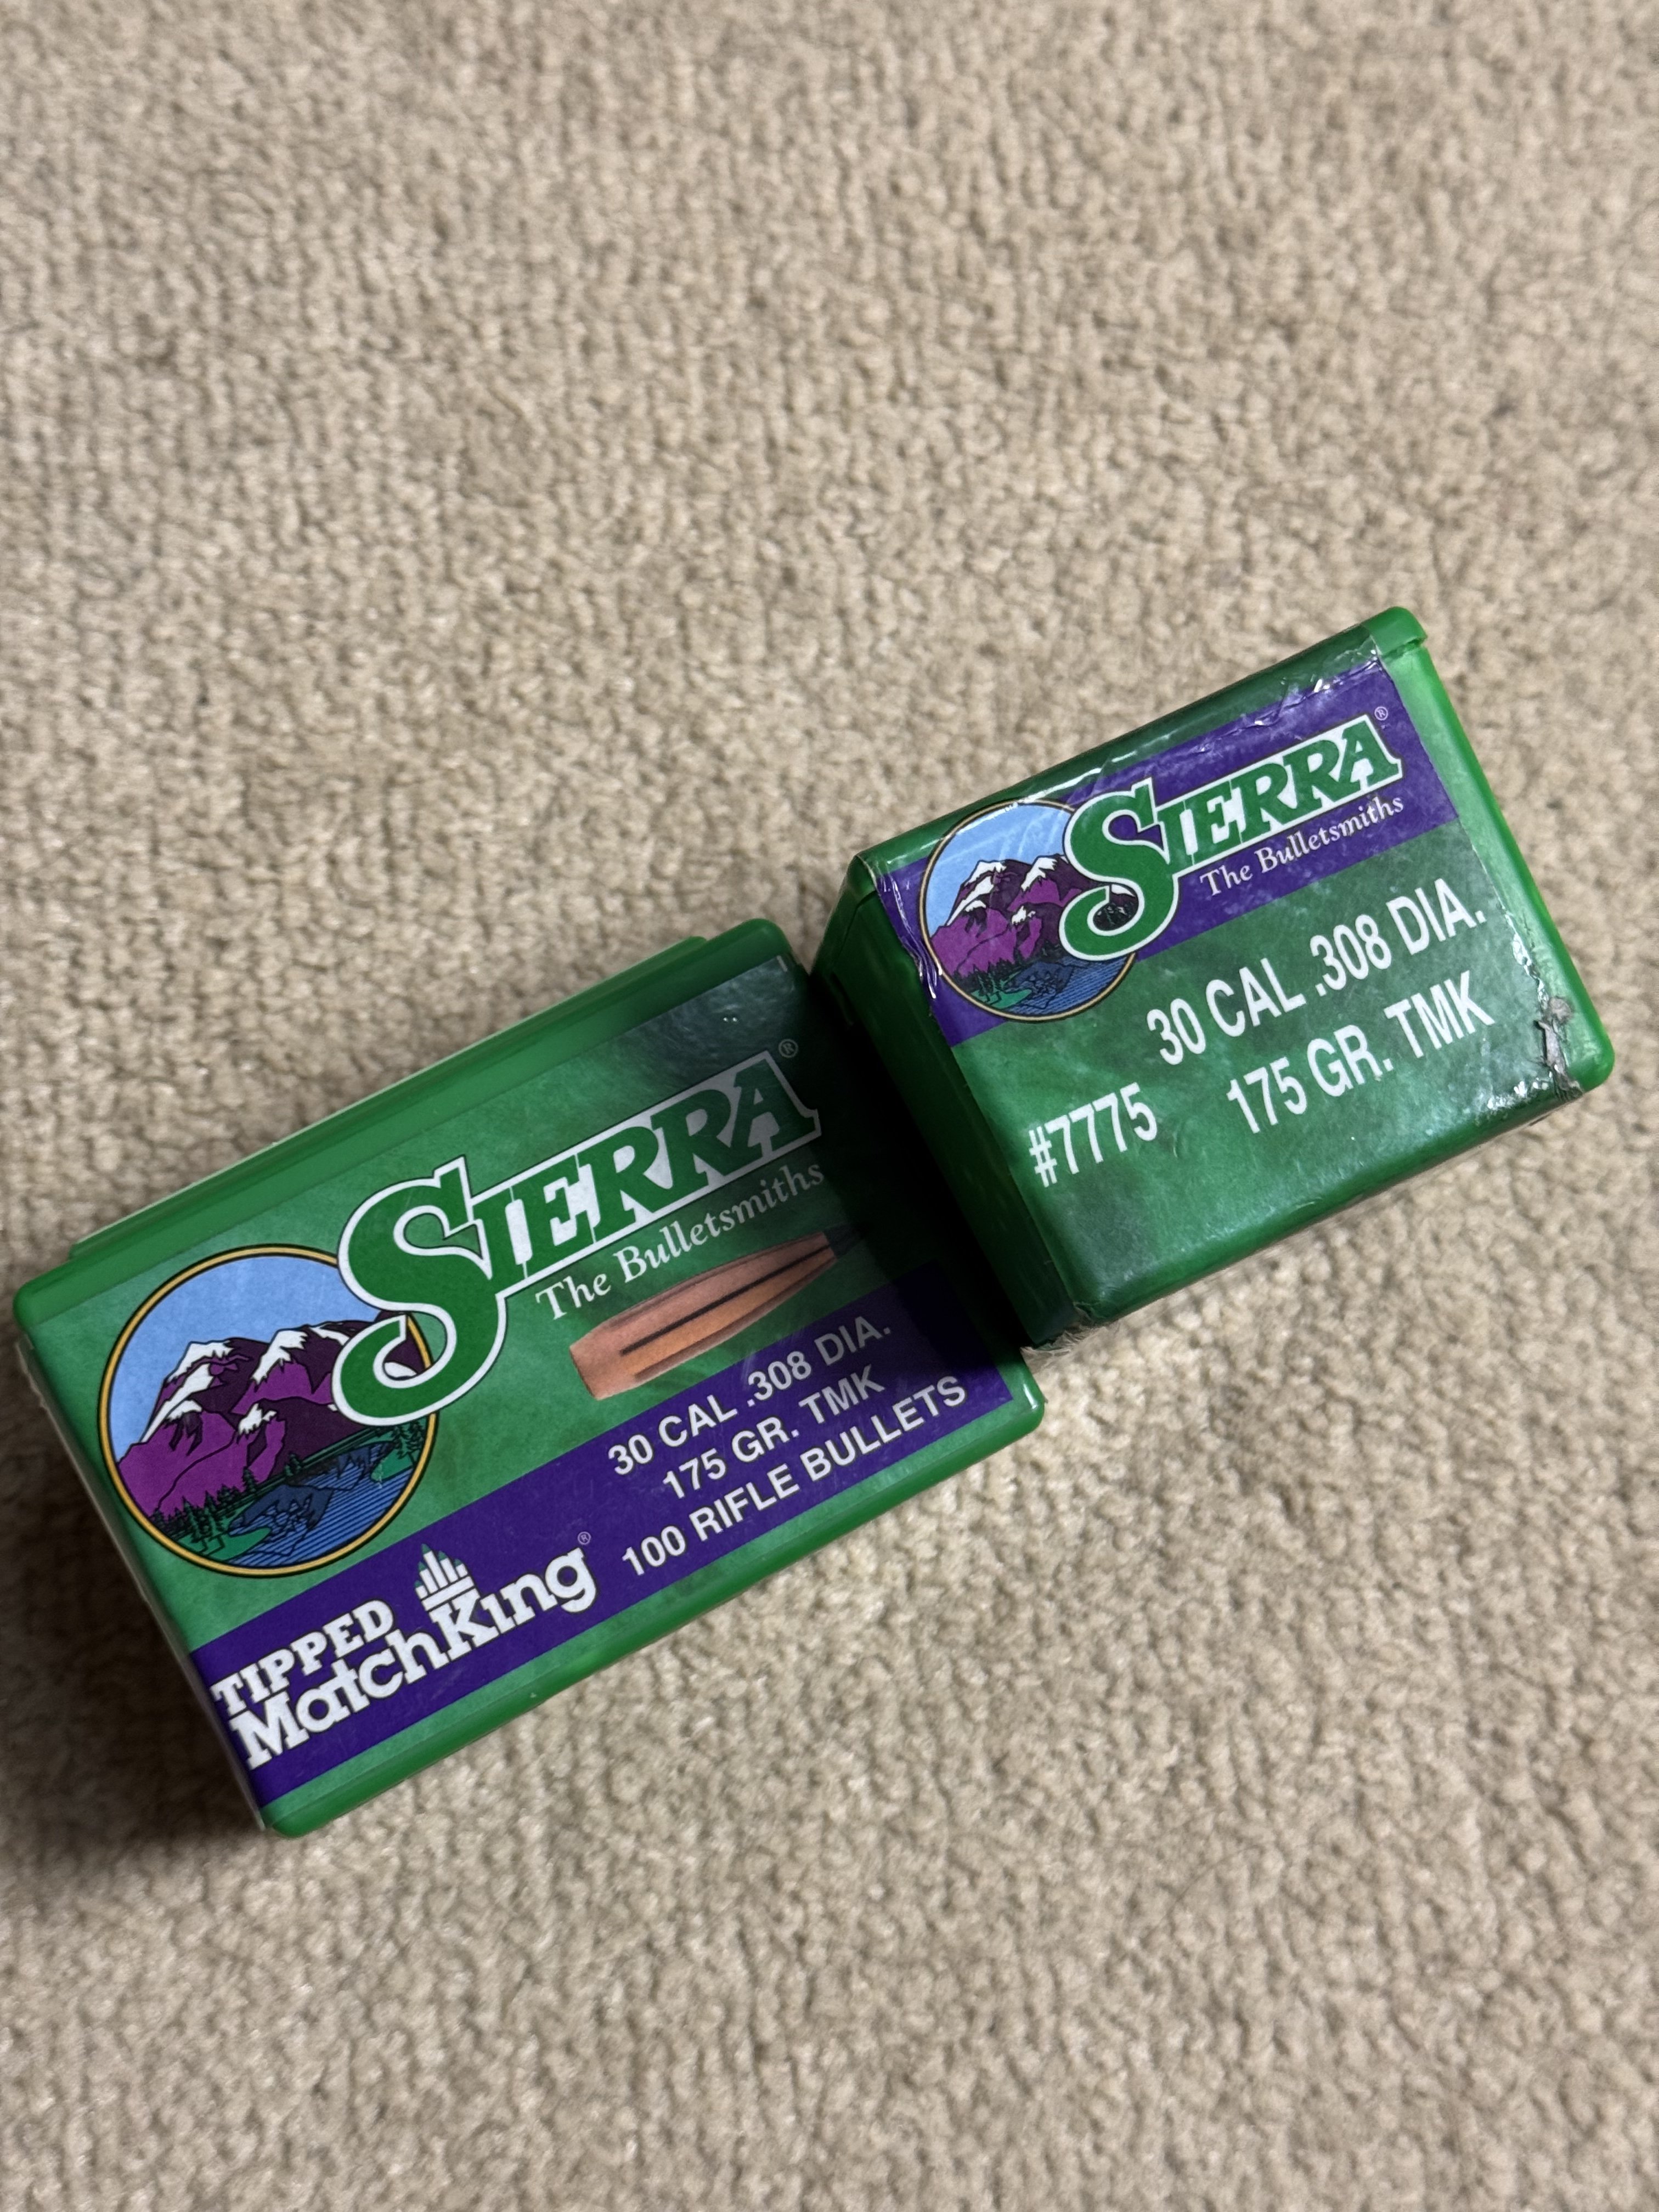 SIERRA®
The Bulletsmiths
30 CAL .308 DIA.
175 GR. TMK
100 RIFLE BULLETS
TIPPED
MatchKing®
SIERRA®
The Bulletsmiths
30 CAL .308 DIA.
#7775 175 GR. TMK